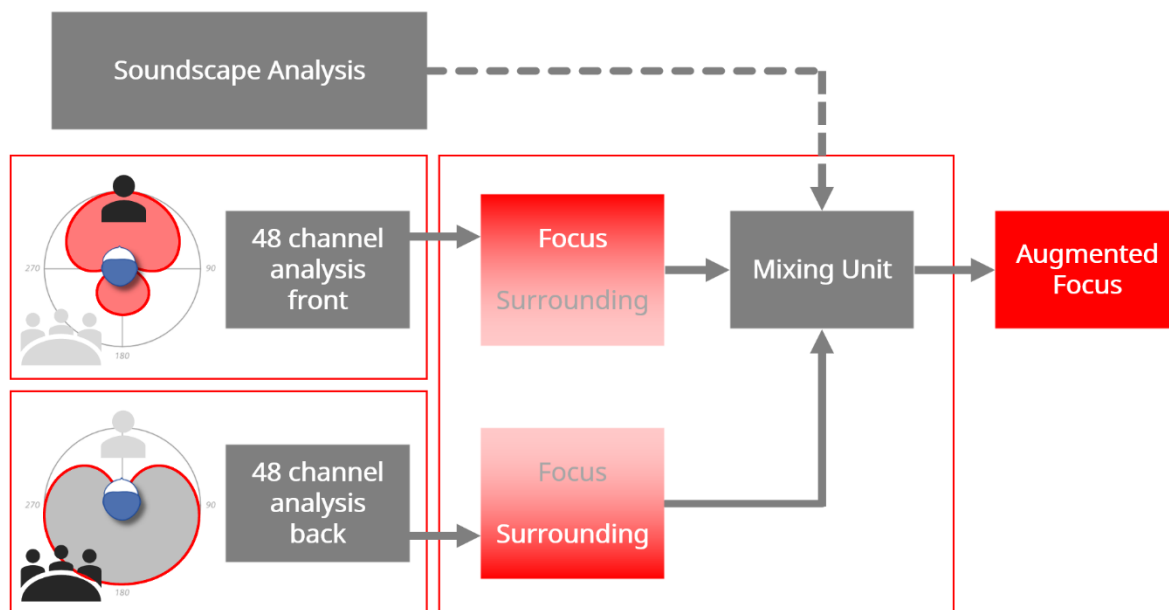 Soundscape Analysis
270
90
180
48 channel
analysis
front
Focus
Surrounding
Mixing Unit
Augmented
Focus
270
90
180
48 channel
analysis
back
Focus
Surrounding